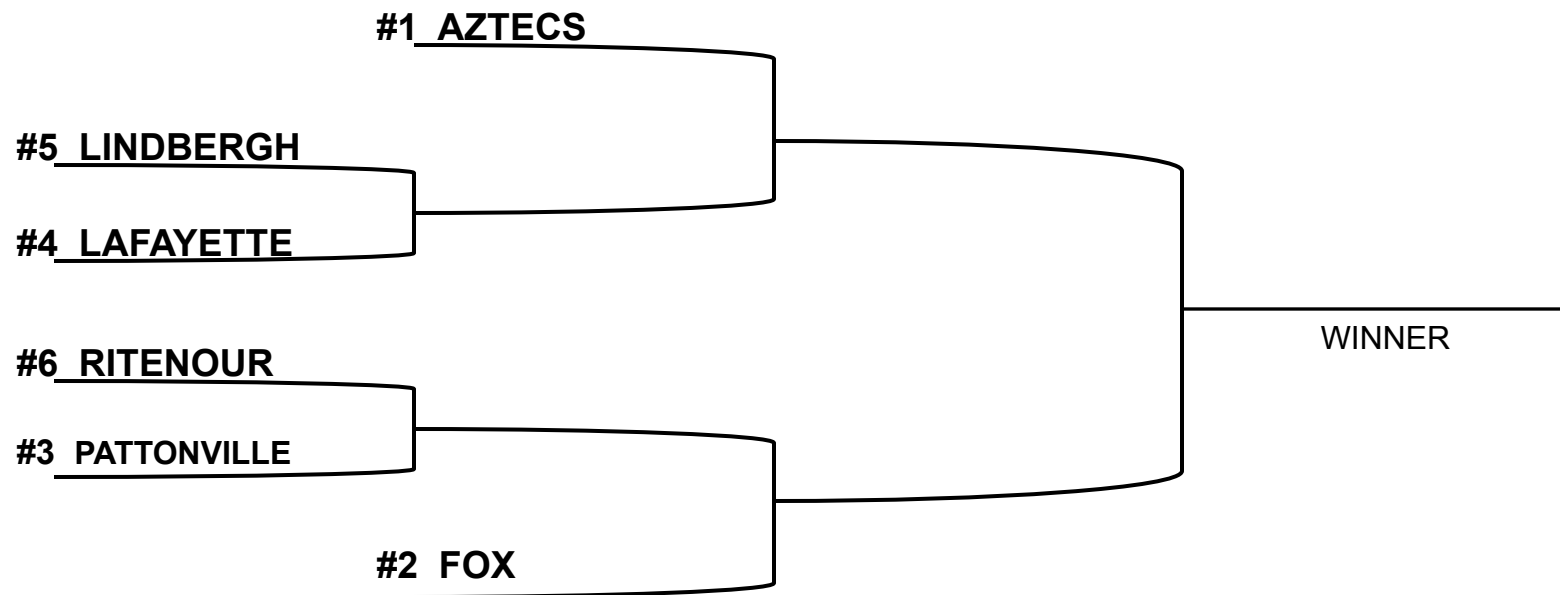 #1 AZTECS
#5 LINDBERGH
#4 LAFAYETTE
WINNER
#6 RITENOUR
#3 PATTONVILLE
#2 FOX